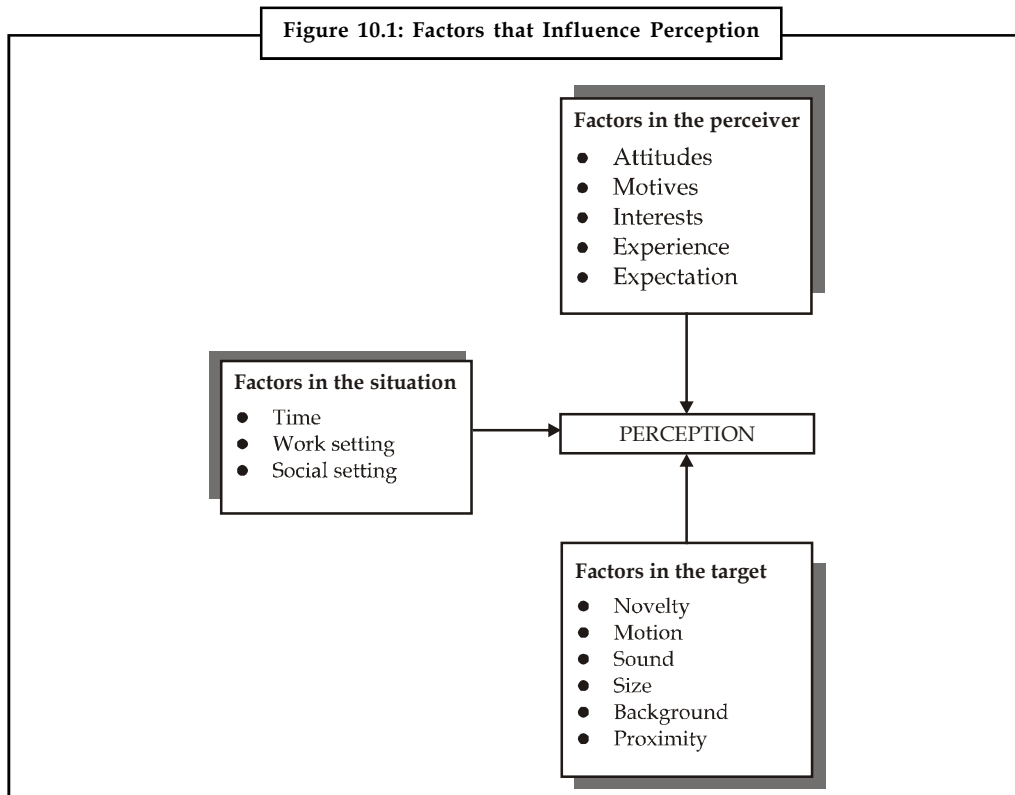 Figure 10.1: Factors that Influence Perception
Factors in the perceiver
● Attitudes
● Motives
● Interests
● Experience
● Expectation
Factors in the situation
● Time
● Work setting
● Social setting
PERCEPTION
Factors in the target
● Novelty
● Motion
● Sound
● Size
● Background
● Proximity